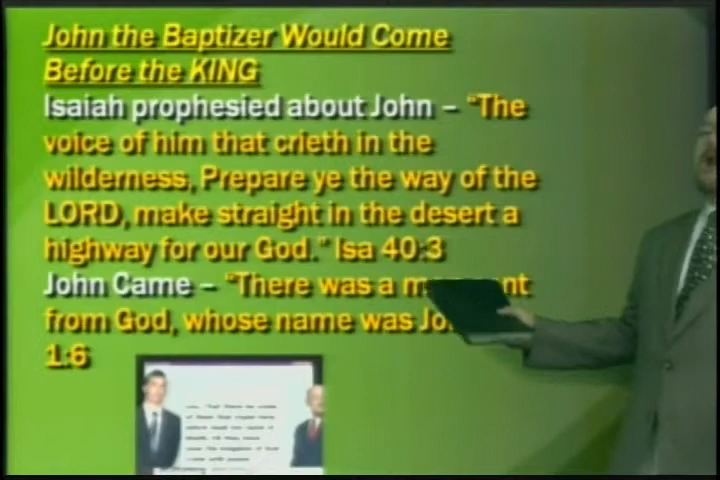 John the Baptizer Would Come
Before the KING
Isaiah prophesied about John – "The
voice of him that crieth in the
wilderness, Prepare ye the way of the
LORD, make straight in the desert a
highway for our God." Isa 40:3
John Came – "There was a
from God, whose name was
1:6